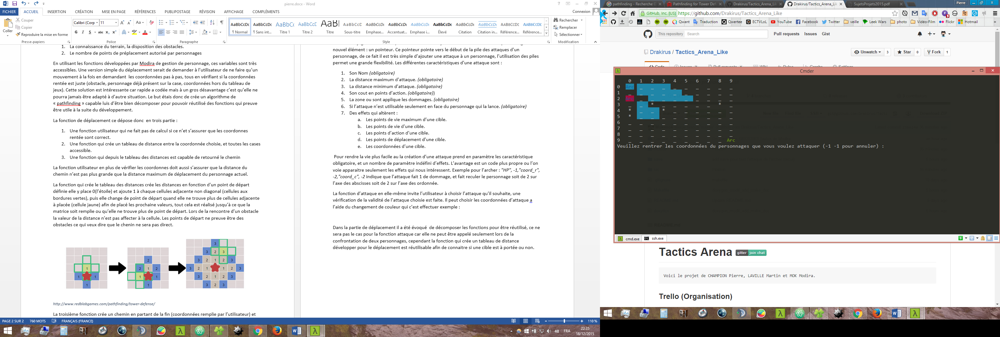 pierre.docx - Word
FICHIER ACCUEIL INSERTION CRÉATION MISE EN PAGE RÉFÉRENCES PUBLIPOSTAGE RÉVISION AFFICHAGE COMPLÉMENTS
Connexion
Coller
Couper
Copier
Reproduire la mise en forme
Presse-papiers
Calibri (Corp 11
G I S abc x₂ x²
Police
Paragraphe
AaBbCcDc AaBbCcDc AaBbC AaBbCcD AaBl AaBbCcC AaBbCcDc AaBbCcDc AaBbCcDc AaBbCcDc AaBbCcDc AaBbCcDc AABBCCDC AABBCCDC
¶ Normal ¶ Sans int... Titre 1 Titre 2 Titre Sous-titre Emphase... Accentuat... Emphase i... Élevé Citation Citation in... Référence... Référence...
Style
Rechercher
Remplacer
Sélectionner
Modification
1. La connaissance du terrain, la disposition des obstacles.
2. Le nombre de points de préplacement autorisé par personnages
En utilisant les fonctions développées par Modira de gestion de personnage, ces variables sont très
accessibles. Une version simple du déplacement serait de demander à l'utilisateur de ne faire qu'un
mouvement à la fois en demandant les coordonnées pas à pas, tous en vérifiant si la coordonnées
rentée est juste (obstacle, personnage déjà présent sur la case, coordonnées hors du tableau de
jeux). Cette solution est intéressante car rapide a codée mais à un gros désavantage c'est qu'elle ne
pourra jamais être adapté à d'autre situation. Le but étais donc de crée un algorithme de
« pathfinding » capable luis d'être bien décomposer pour pouvoir réutilisé des fonctions qui preuve
être utile à la suite du développement.
La fonction de déplacement ce dépose donc en trois partie :
1. Une fonction utilisateur qui ne fait pas de calcul si ce n'et s'assurer que les coordonnes
rentée sont correct.
2. Une fonction qui crée un tableau de distance entre la coordonnée choisie, et toutes les cases
accessible.
3. Une fonction qui depuis le tableau des distances est capable de retourné le chemin
La fonction utilisateur en plus de vérifier les coordonnes doit aussi s'assurer que la distance du
chemin n'est pas plus grande que la distance maximum de déplacement du personnage actuel.
La fonction qui crée le tableau des distances crée les distances en fonction d'un point de départ
définie elle y place 0(l'étoile) et ajoute 1 à chaque cellules adjacente non diagonal (cellules aux
bordures vertes), puis elle change de point de départ quand elle ne trouve plus de cellules adjacente
à placée (cellule jaune) afin de placé les prochaine valeurs, tout cela est réalisé jusqu'à ce que la
matrice soit remplie ou qu'elle ne trouve plus de point de départ. Lors de la rencontre d'un obstacle
la valeur de la distance n'est pas affecter à la cellule. Les points de départ ne preuve être des
obstacles ce qui veux dire que le chenin ne sera pas direct.
1
1 1
1
2
2 1 2
1 1
1
3
3 2 3
3 2 1 2 3
3 2 1 1 2 3
3 2 1 2 3
3 2 3
http://www.redblobgames.com/pathfinding/tower-defense/
La troisième fonction crée un chemin en partant de la fin (coordonnées remplie par l'utilisateur) et
nouvel élément : un pointeur. Ce pointeur pointe vers le début de la pile des attaques d'un
personnage, de ce fait il est très simple d'ajouter une attaque à un personnage, l'utilisation des piles
permet une grande flexibilité. Les différentes caractéristiques d'une attaque sont :
1. Son Nom (obligatoire)
2. La distance maximum d'attaque. (obligatoire)
3. La distance minimum d'attaque. (obligatoire)
4. Son cout en points d'action. (obligatoire))
5. La zone ou sont applique les dommages. (obligatoire)
6. Si l'attaque n'est utilisable seulement en face du personnage qui la lance. (obligatoire)
7. Des effets qui altèrent :
a. Les points de vie maximum d'une cible.
b. Les points de vie d'une cible.
c. Les points d'action d'une cible.
d. Les points de déplacement d'une cible.
e. Les coordonnées d'une cible.
Pour rendre la vie plus facile au la création d'une attaque prend en paramètre les caractéristique
obligatoire, et un nombre de paramètre indéfini d'effets. L'avantage est un code plus propre ou l'on
voie apparaitre seulement les effets qui nous intéressent. Exemple pour l'archer : "HP", -1,"coord_r",
-2,"coord_c", -2 indique que l'attaque fait 1 de dommage, et fait reculer le personnage soit de 2 sur
l'axe des abscisses soit de 2 sur l'axe des ordonnée.
La fonction d'attaque en elle-même invite l'utilisateur à choisir l'attaque qu'il souhaite, une
vérification de la validité de l'attaque choisie est faite. Il peut choisir les coordonnées d'attaque a
l'aide du changement de couleur qui c'est effectuer exemple :
Dans la partie de déplacement il a été évoqué de décomposer les fonctions pour être réutilisé, ce ne
sera pas le cas pour la fonction attaque car elle ne peut être appelé seulement lors de la
confrontation de deux personnages, cependant la fonction qui crée un tableau de distance
développer pour le déplacement est réutilisable afin de connaitre si une cible est à portée ou non.
PAGE 2 SUR 2 760 MOTS FRANÇAIS (FRANCE)
110 %
48 FRA
22:35
18/12/2015
pathfinding - Recherche G
Pathfinding for Tower Def
Drakirus/Tactics_Arena_Lik
Drakirus/Tactics_Arena_Lik
SujetsProjets2015.pdf
Pierre
GitHub, Inc. [US] https://github.com/Drakirus/Tactics_Arena_Like
Qwant Traduction Qwertee ECTVLoL YouTube Facebook Twitter veille Leek Wars photo Vidéo-Film Flickr Hotmail »
This repository Search
Pull requests Issues Gist
Drakirus / Tactics_Arena_Like
Unwatch 3 Star 0 Fork 1
Cmder
0 1 2 3 4 5 6 7 8 9
0 Arc _ _ _ _ _ _ _ _ _
1 _ _ _ _ _ _ _ _ _ _
2 Arc _ _ _ _ _ _ _ _ _
3 _ _ * _ _ _ _ _ * _
4 * _ _ * _ _ _ _ _ _
5 * _ _ _ _ _ _ _ _ _
6 _ _ _ _ _ _ _ _ _ _
7 _ _ _ _ _ _ _ _ _ _
8 _ _ _ _ _ _ _ _ _ _
9 _ _ _ _ _ _ _ _ _ Arc
Veuillez rentrer les coordonnées du personnages que vous voulez attaquer (-1 -1 pour annuler) :
cmd.exe ssh.exe
Tactics Arena gitter join chat
Voici le projet de CHAMPION Pierre, LAVILLE Martin et MOK Modira.
Trello (Organisation)